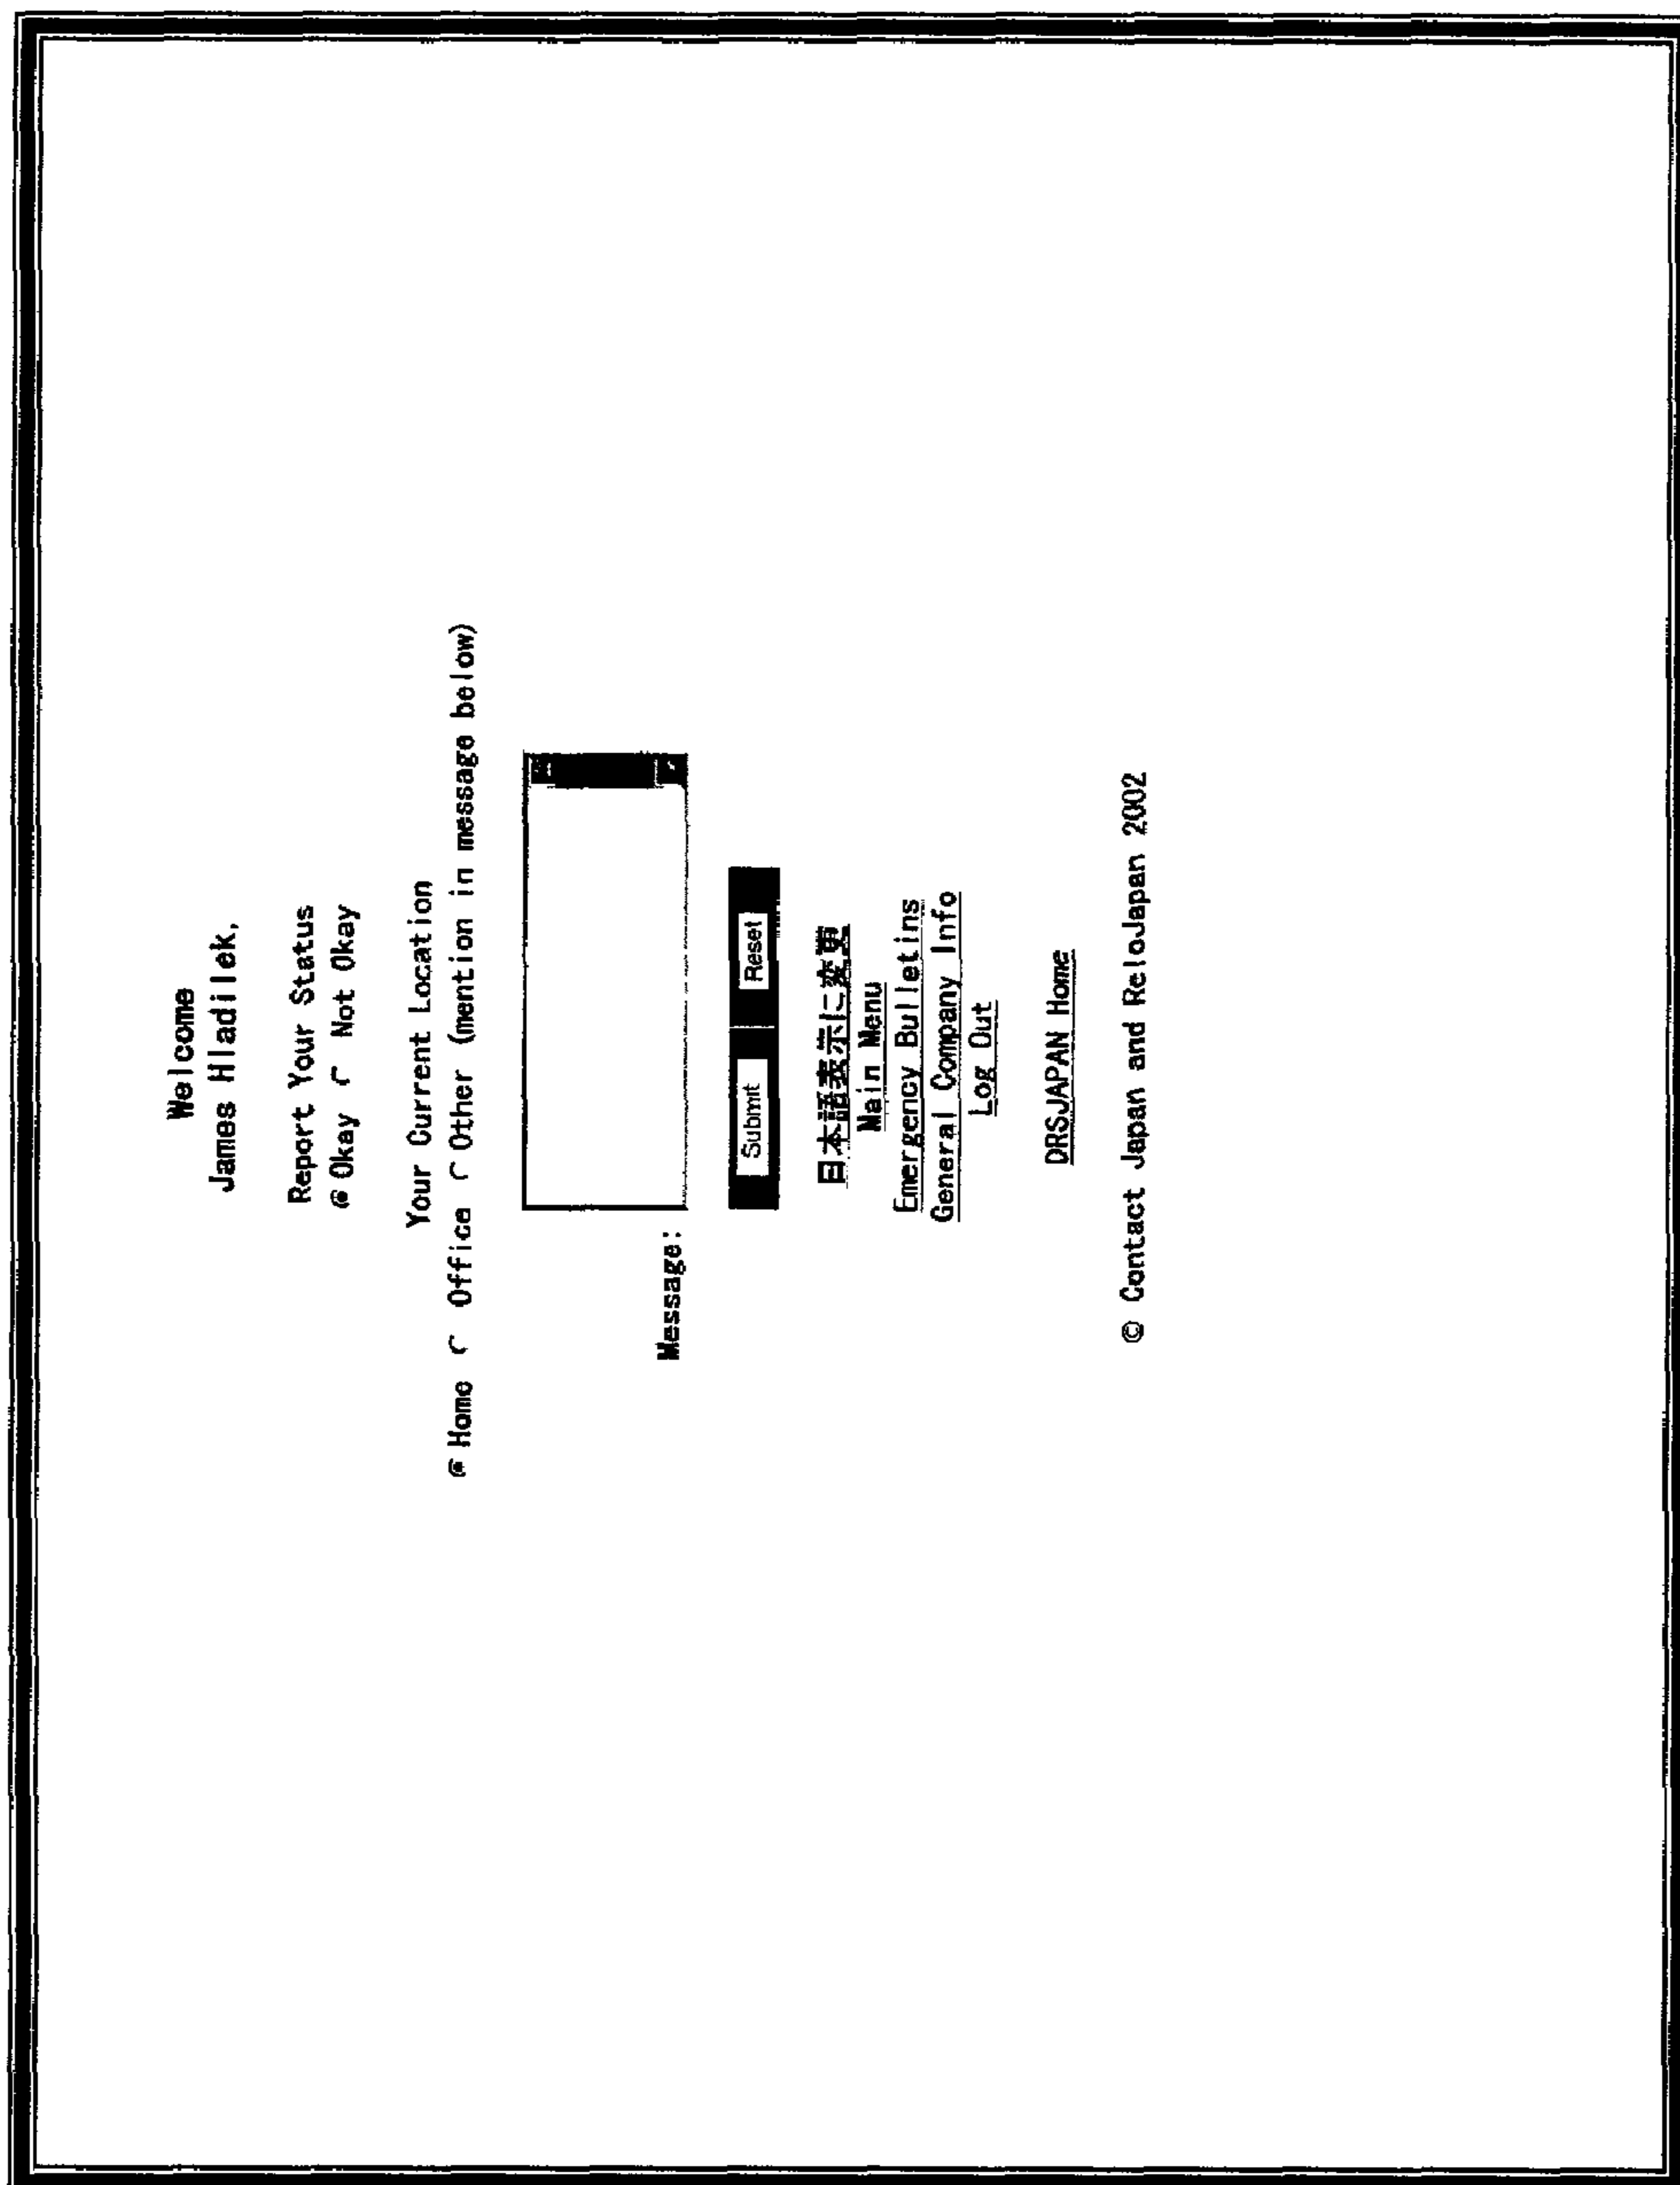 Welcome
James Hladilek,
Report Your Status
Okay Not Okay
Your Current Location
Home Office Other (mention in message below)
Message:
Submit Reset
日本語表示に変更
Main Menu
Emergency Bulletins
General Company Info
Log Out
DRSJAPAN Home
© Contact Japan and ReloJapan 2002